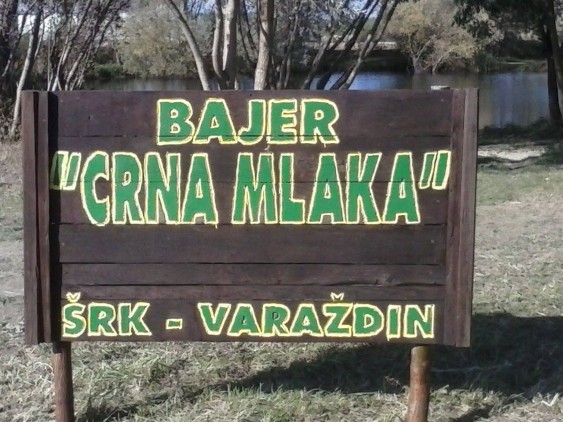 BAJER
"CRNA MLAKA"
ŠRK - VARAŽDIN